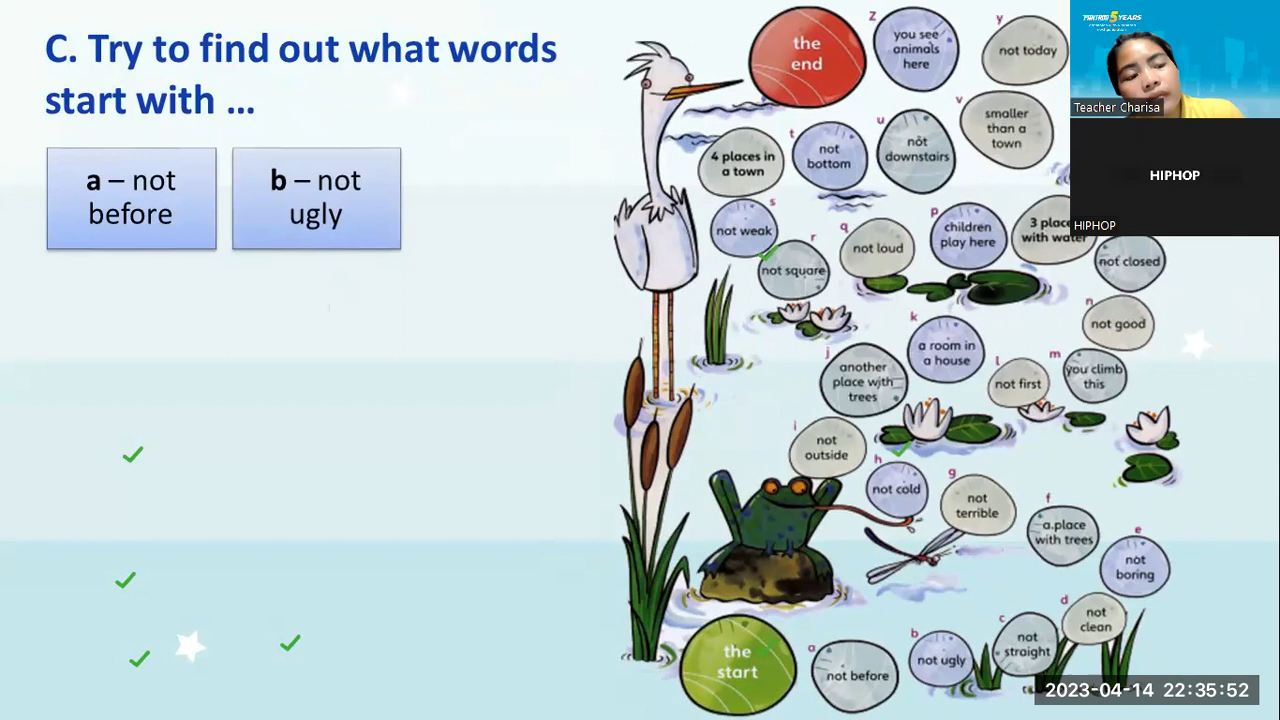 C. Try to find out what words
start with ...
a – not
before
b – not
ugly
the
end
z
you see
animals
here
y
not today
v
smaller
than a
town
u
not
downstairs
t
not
bottom
4 places in
a town
s
not weak
r
not square
q
not loud
p
children
play here
3 place
with water
not closed
n
not good
m
you climb
this
l
not first
k
a room in
a house
j
another
place with
trees
i
not
outside
h
not cold
g
not
terrible
f
a place
with trees
e
not
boring
d
not
clean
c
not
straight
b
not ugly
a
not before
the
start
5 YEARS
Teacher Charisa
HIPHOP
HIPHOP
2023-04-14 22:35:52